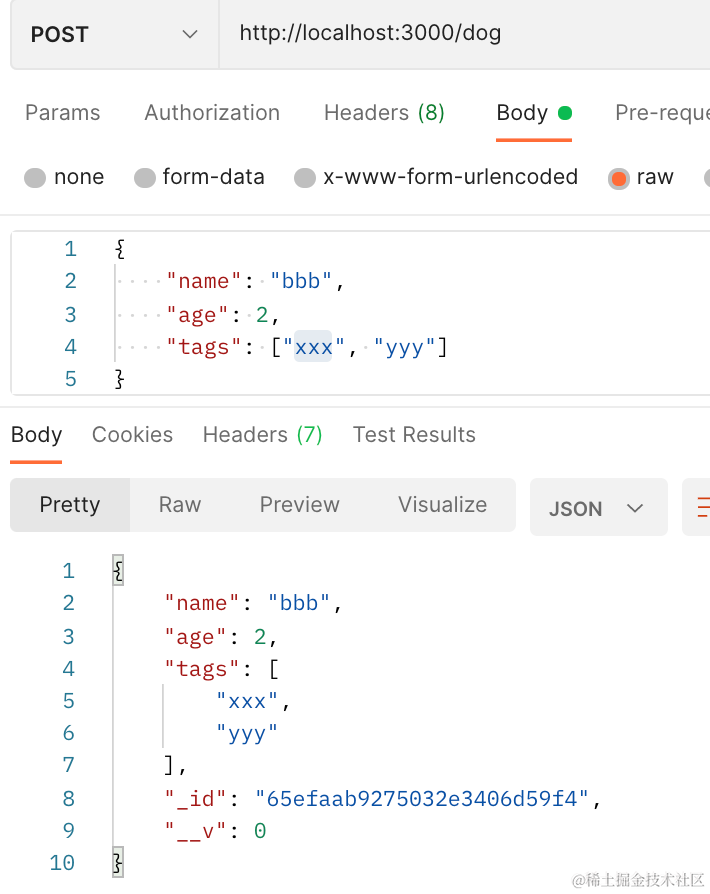 POST http://localhost:3000/dog
Params Authorization Headers (8) Body Pre-reque
none form-data x-www-form-urlencoded raw
1 {
2 "name": "bbb",
3 "age": 2,
4 "tags": ["xxx", "yyy"]
5 }
Body Cookies Headers (7) Test Results
Pretty Raw Preview Visualize JSON
1 {
2 "name": "bbb",
3 "age": 2,
4 "tags": [
5 "xxx",
6 "yyy"
7 ],
8 "_id": "65efaab9275032e3406d59f4",
9 "__v": 0
10 }
@稀土掘金技术社区